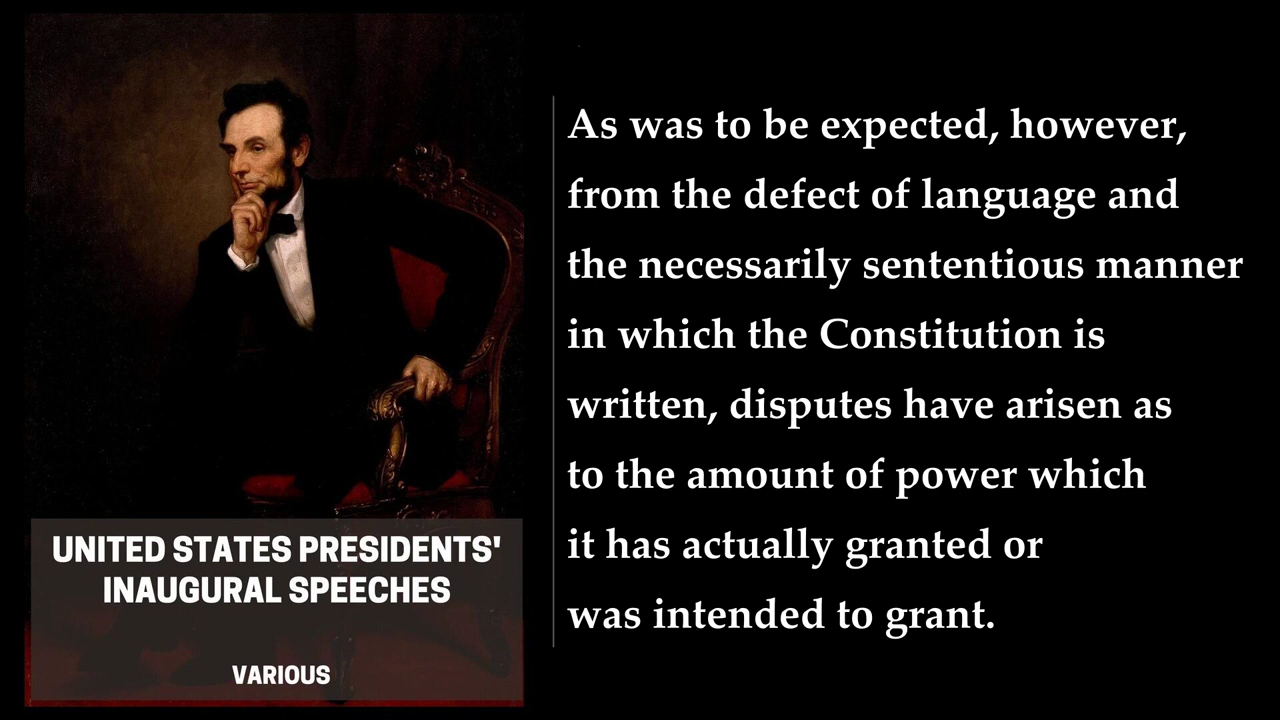 UNITED STATES PRESIDENTS'
INAUGURAL SPEECHES
VARIOUS
As was to be expected, however,
from the defect of language and
the necessarily sententious manner
in which the Constitution is
written, disputes have arisen as
to the amount of power which
it has actually granted or
was intended to grant.